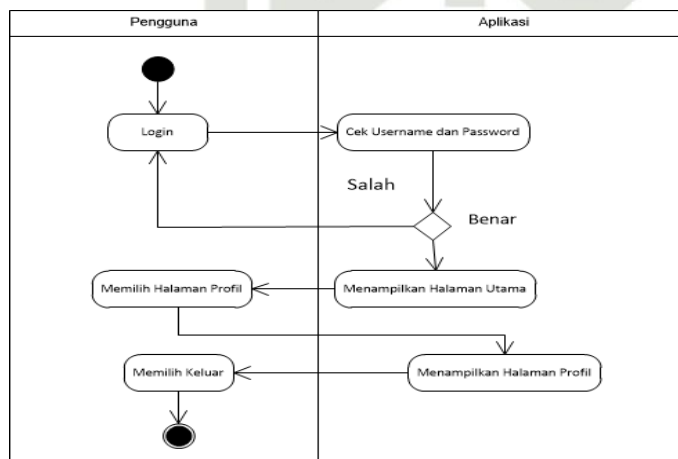 Pengguna
Aplikasi
Login
Cek Username dan Password
Salah
Benar
Memilih Halaman Profil
Menampilkan Halaman Utama
Memilih Keluar
Menampilkan Halaman Profil